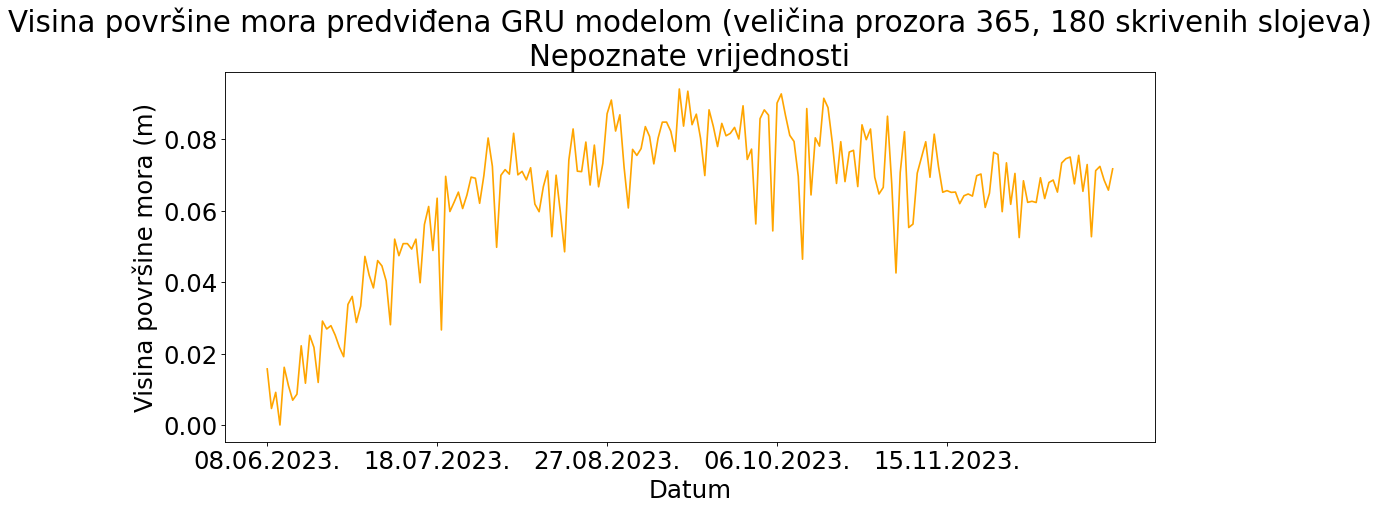 Visina površine mora predviđena GRU modelom (veličina prozora 365, 180 skrivenih slojeva)
Nepoznate vrijednosti
Visina površine mora (m)
0.08
0.06
0.04
0.02
0.00
08.06.2023. 18.07.2023. 27.08.2023. 06.10.2023. 15.11.2023.
Datum